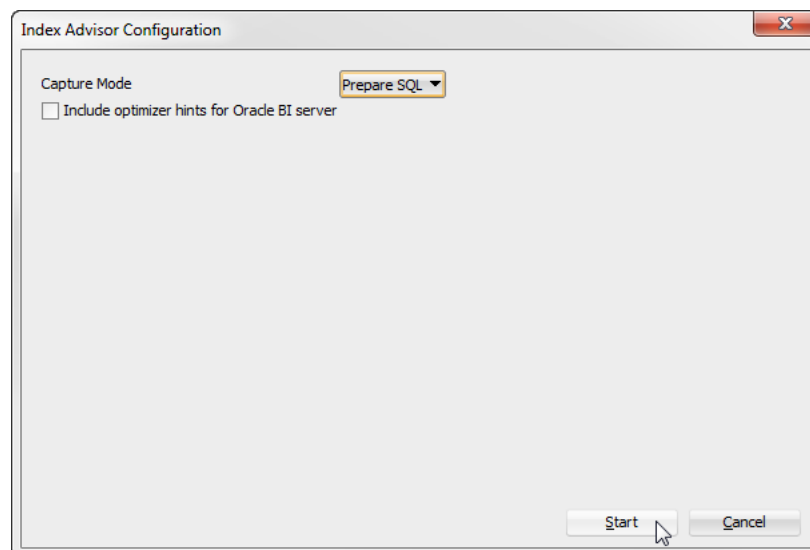 Index Advisor Configuration
Capture Mode Prepare SQL
Include optimizer hints for Oracle BI server
Start Cancel